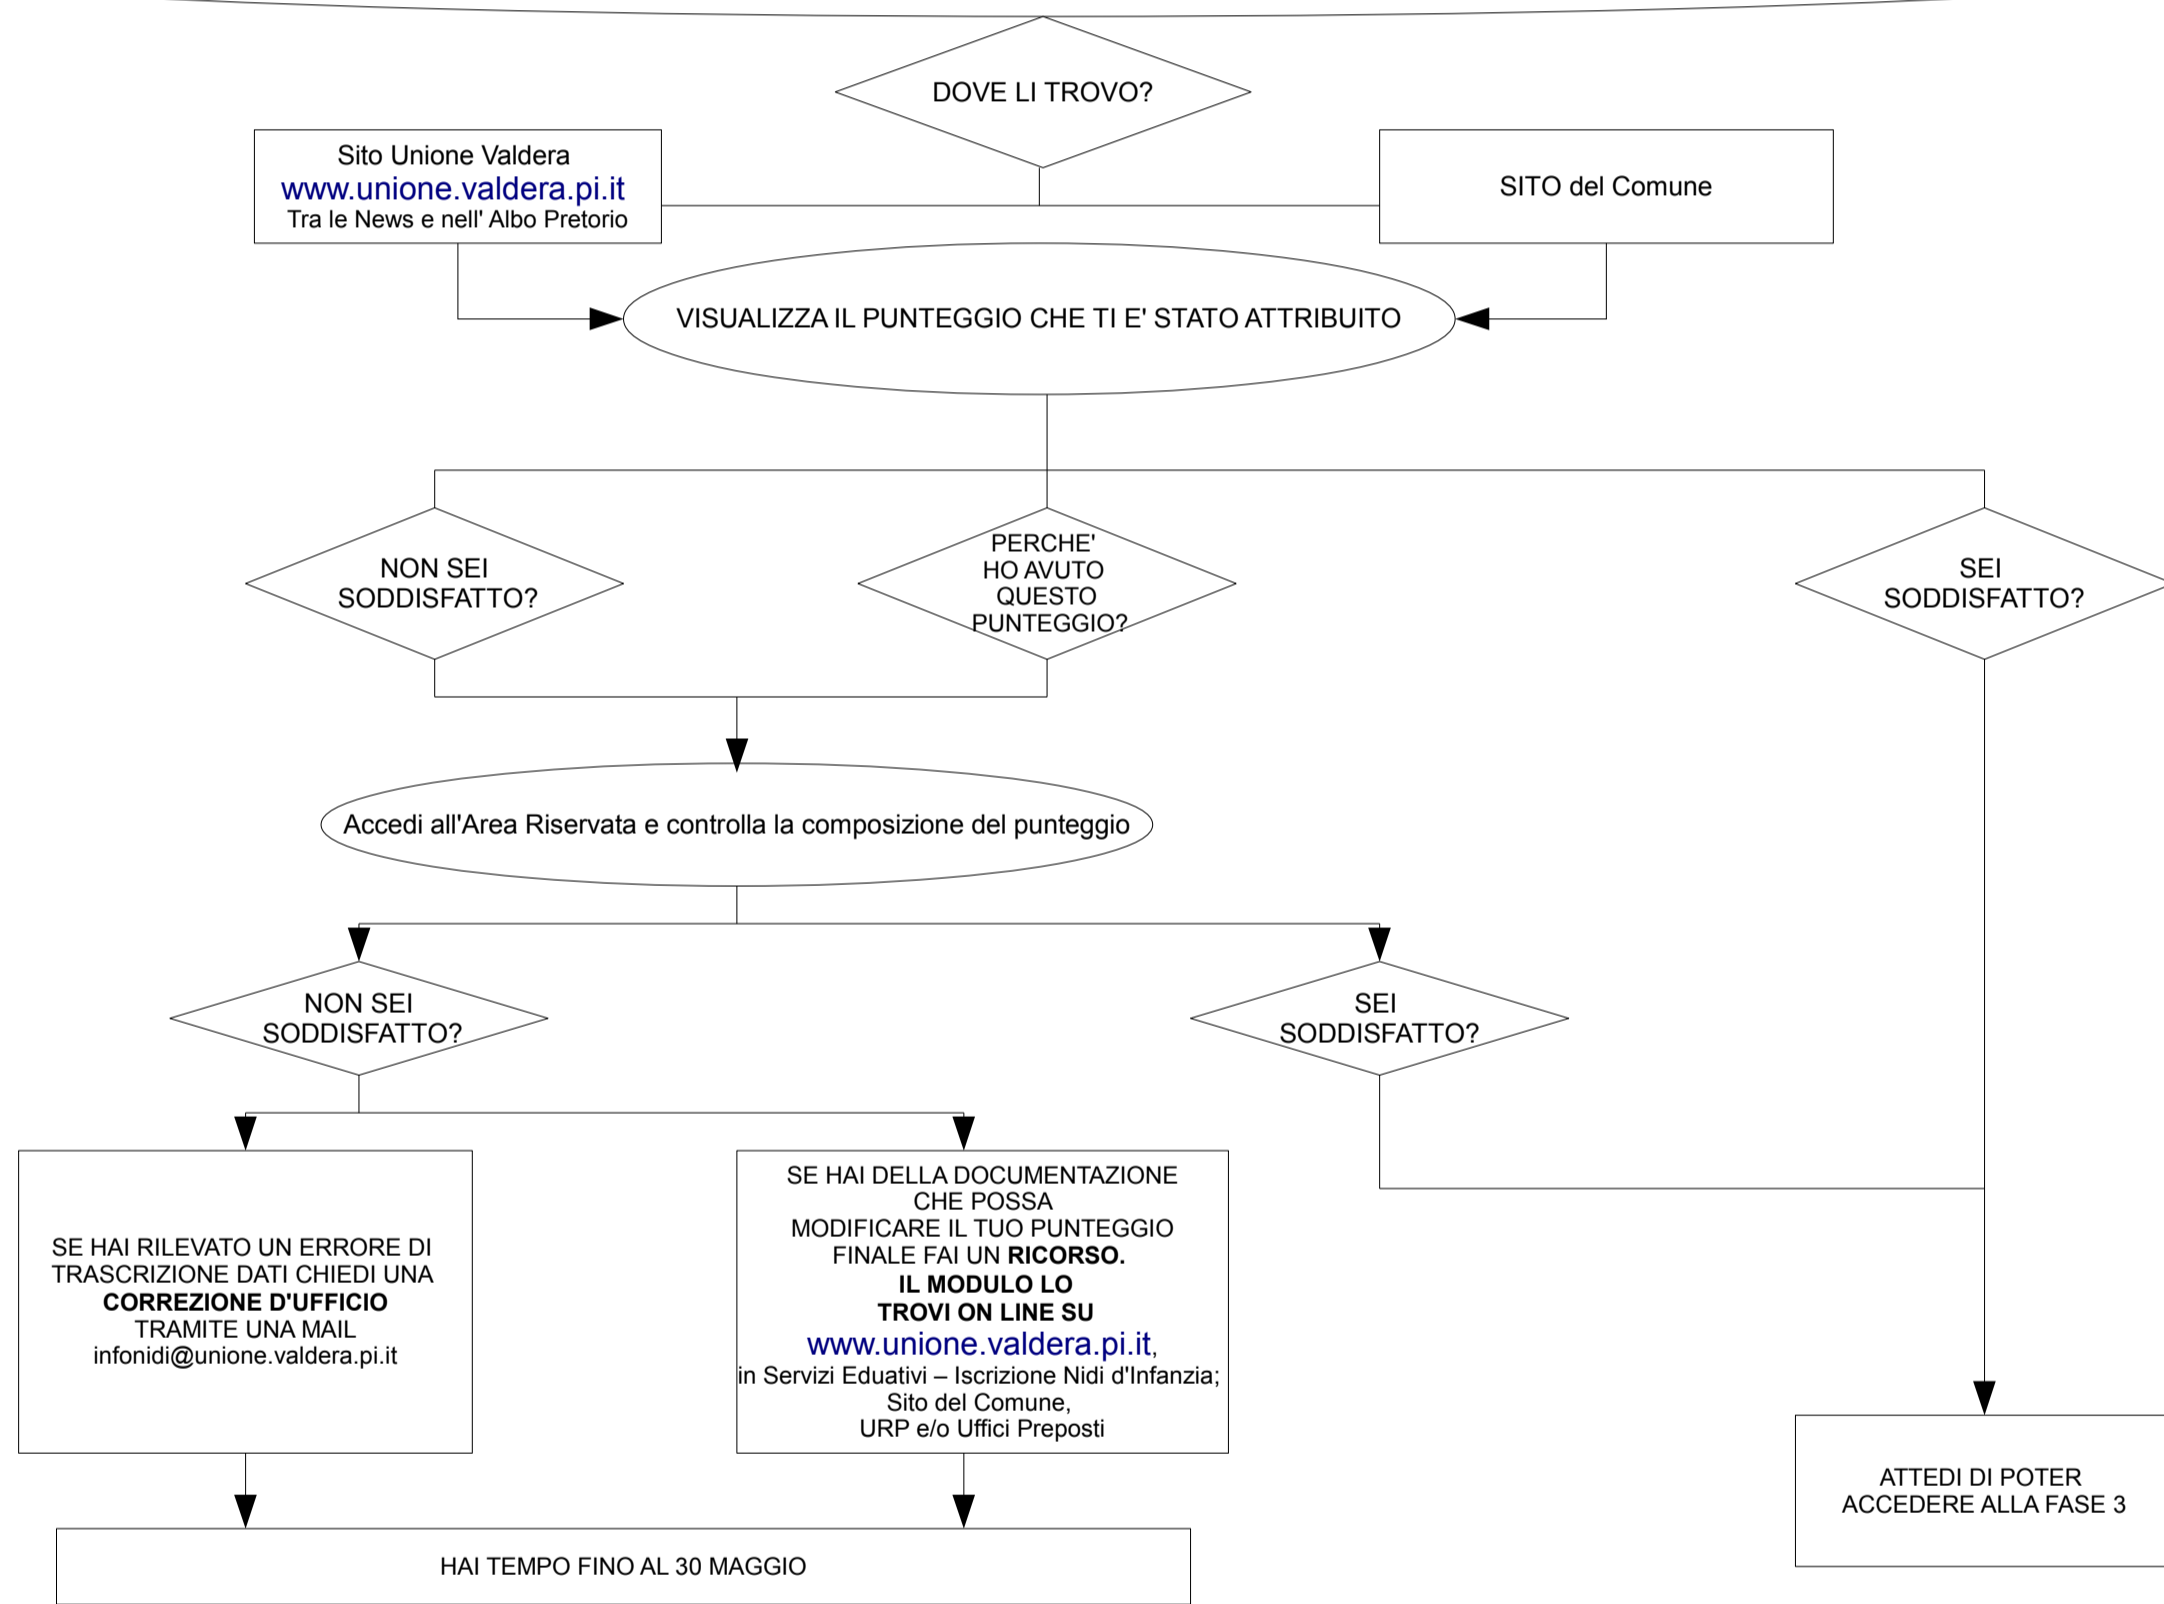 DOVE LI TROVO?
Sito Unione Valdera
www.unione.valdera.pi.it
Tra le News e nell' Albo Pretorio
SITO del Comune
VISUALIZZA IL PUNTEGGIO CHE TI E' STATO ATTRIBUITO
NON SEI
SODDISFATTO?
PERCHE'
HO AVUTO
QUESTO
PUNTEGGIO?
SEI
SODDISFATTO?
Accedi all'Area Riservata e controlla la composizione del punteggio
NON SEI
SODDISFATTO?
SEI
SODDISFATTO?
SE HAI RILEVATO UN ERRORE DI
TRASCRIZIONE DATI CHIEDI UNA
CORREZIONE D'UFFICIO
TRAMITE UNA MAIL
infonidi@unione.valdera.pi.it
SE HAI DELLA DOCUMENTAZIONE
CHE POSSA
MODIFICARE IL TUO PUNTEGGIO
FINALE FAI UN RICORSO.
IL MODULO LO
TROVI ON LINE SU
www.unione.valdera.pi.it,
in Servizi Eduativi – Iscrizione Nidi d'Infanzia;
Sito del Comune,
URP e/o Uffici Preposti
ATTEDI DI POTER
ACCEDERE ALLA FASE 3
HAI TEMPO FINO AL 30 MAGGIO